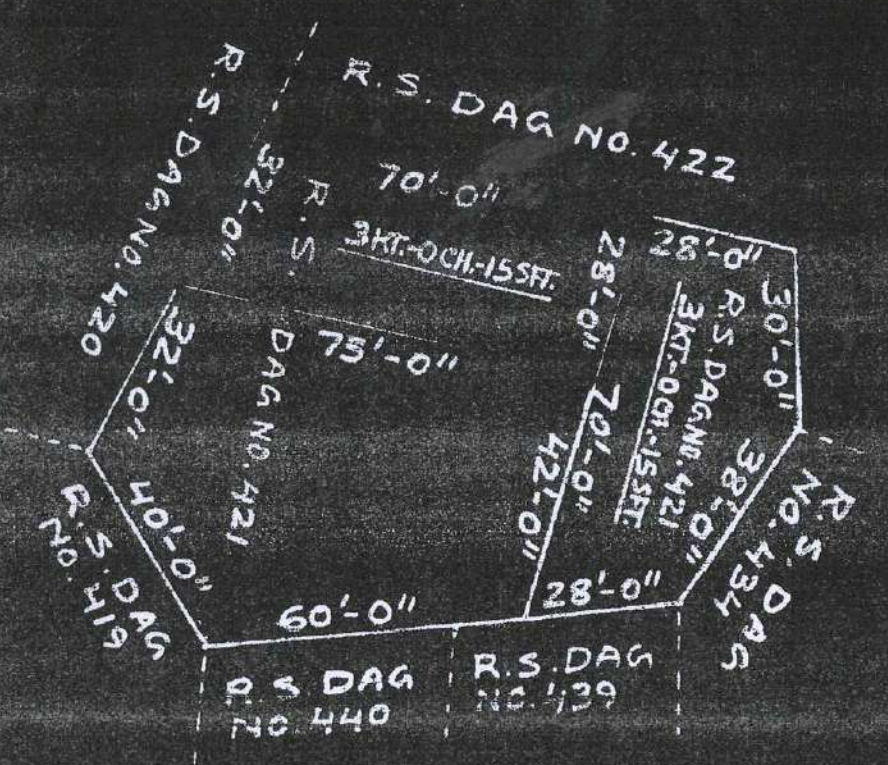 R.S. DAG NO. 420
32'-0"
R.S. DAG NO. 422
70'-0"
3KT.-0CH.-15SFT.
R.S.
DAG NO. 421
75'-0"
28'-0"
28'-0"
30'-0"
R.S. DAG NO. 421
3KT.-0CH.-15SFT.
32'-0"
70'-0"
42'-0"
38'-0"
40'-0"
R.S. DAG
NO. 419
60'-0"
28'-0"
R.S. DAG
NO. 434
R.S. DAG
NO. 440
R.S. DAG
NO. 439